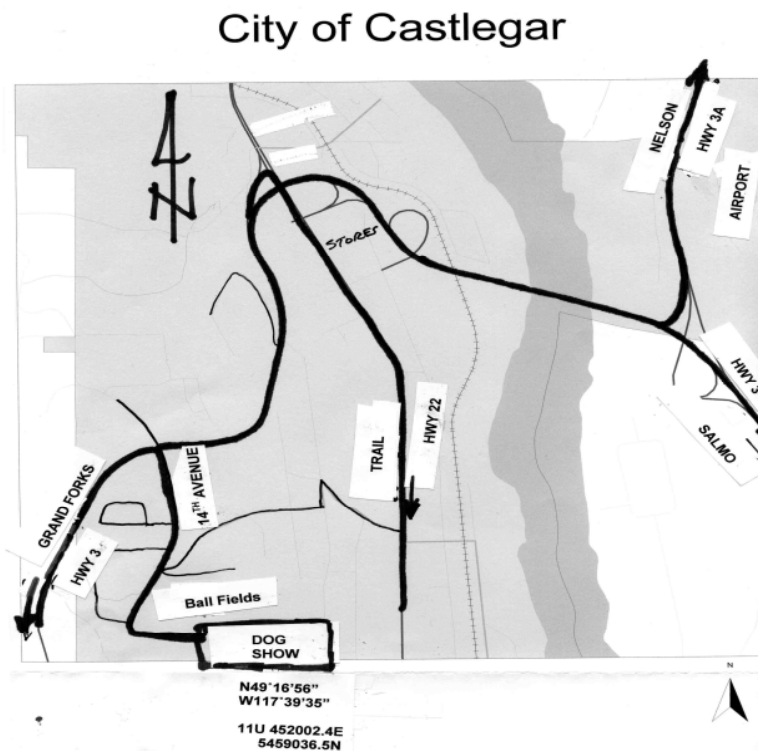 City of Castlegar
N
NELSON
HWY 3A
AIRPORT
STORES
HWY 3
SALMO
TRAIL
HWY 22
14TH AVENUE
GRAND FORKS
HWY 3
Ball Fields
DOG
SHOW
N
N49°16'56"
W117°39'35"
11U 452002.4E
5459036.5N